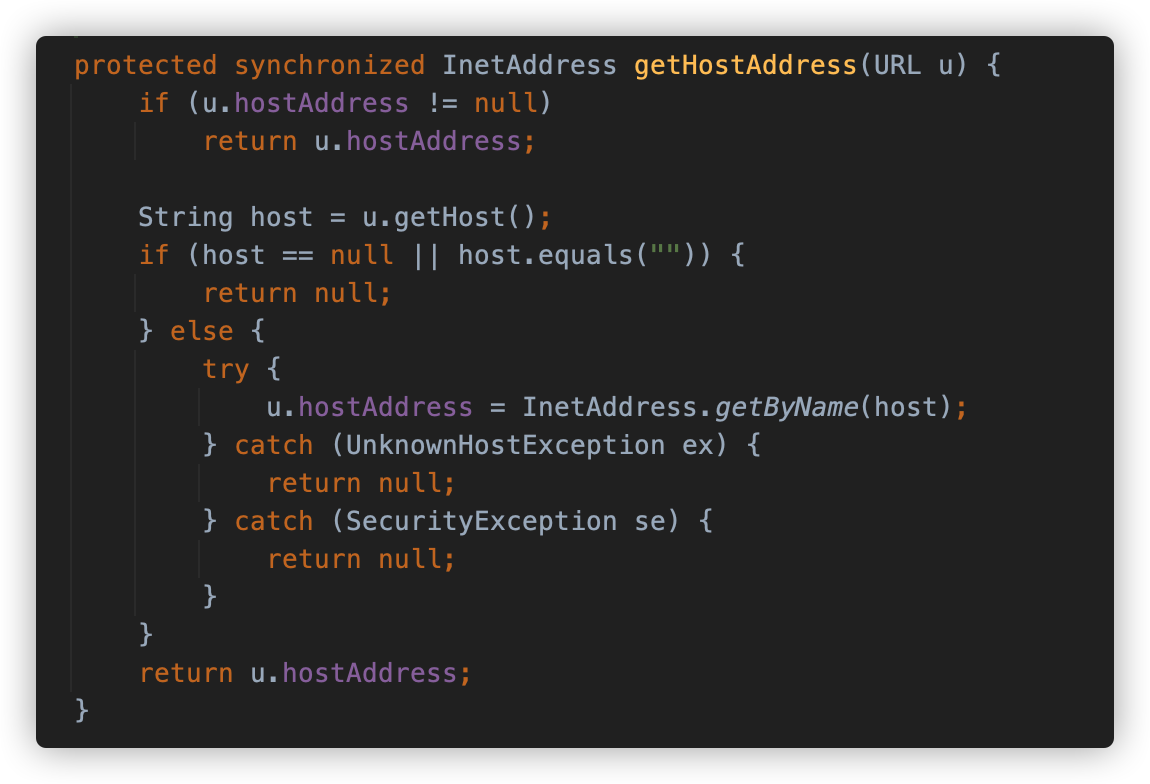 protected synchronized InetAddress getHostAddress(URL u) {
    if (u.hostAddress != null)
        return u.hostAddress;

    String host = u.getHost();
    if (host == null || host.equals("")) {
        return null;
    } else {
        try {
            u.hostAddress = InetAddress.getByName(host);
        } catch (UnknownHostException ex) {
            return null;
        } catch (SecurityException se) {
            return null;
        }
    }
    return u.hostAddress;
}